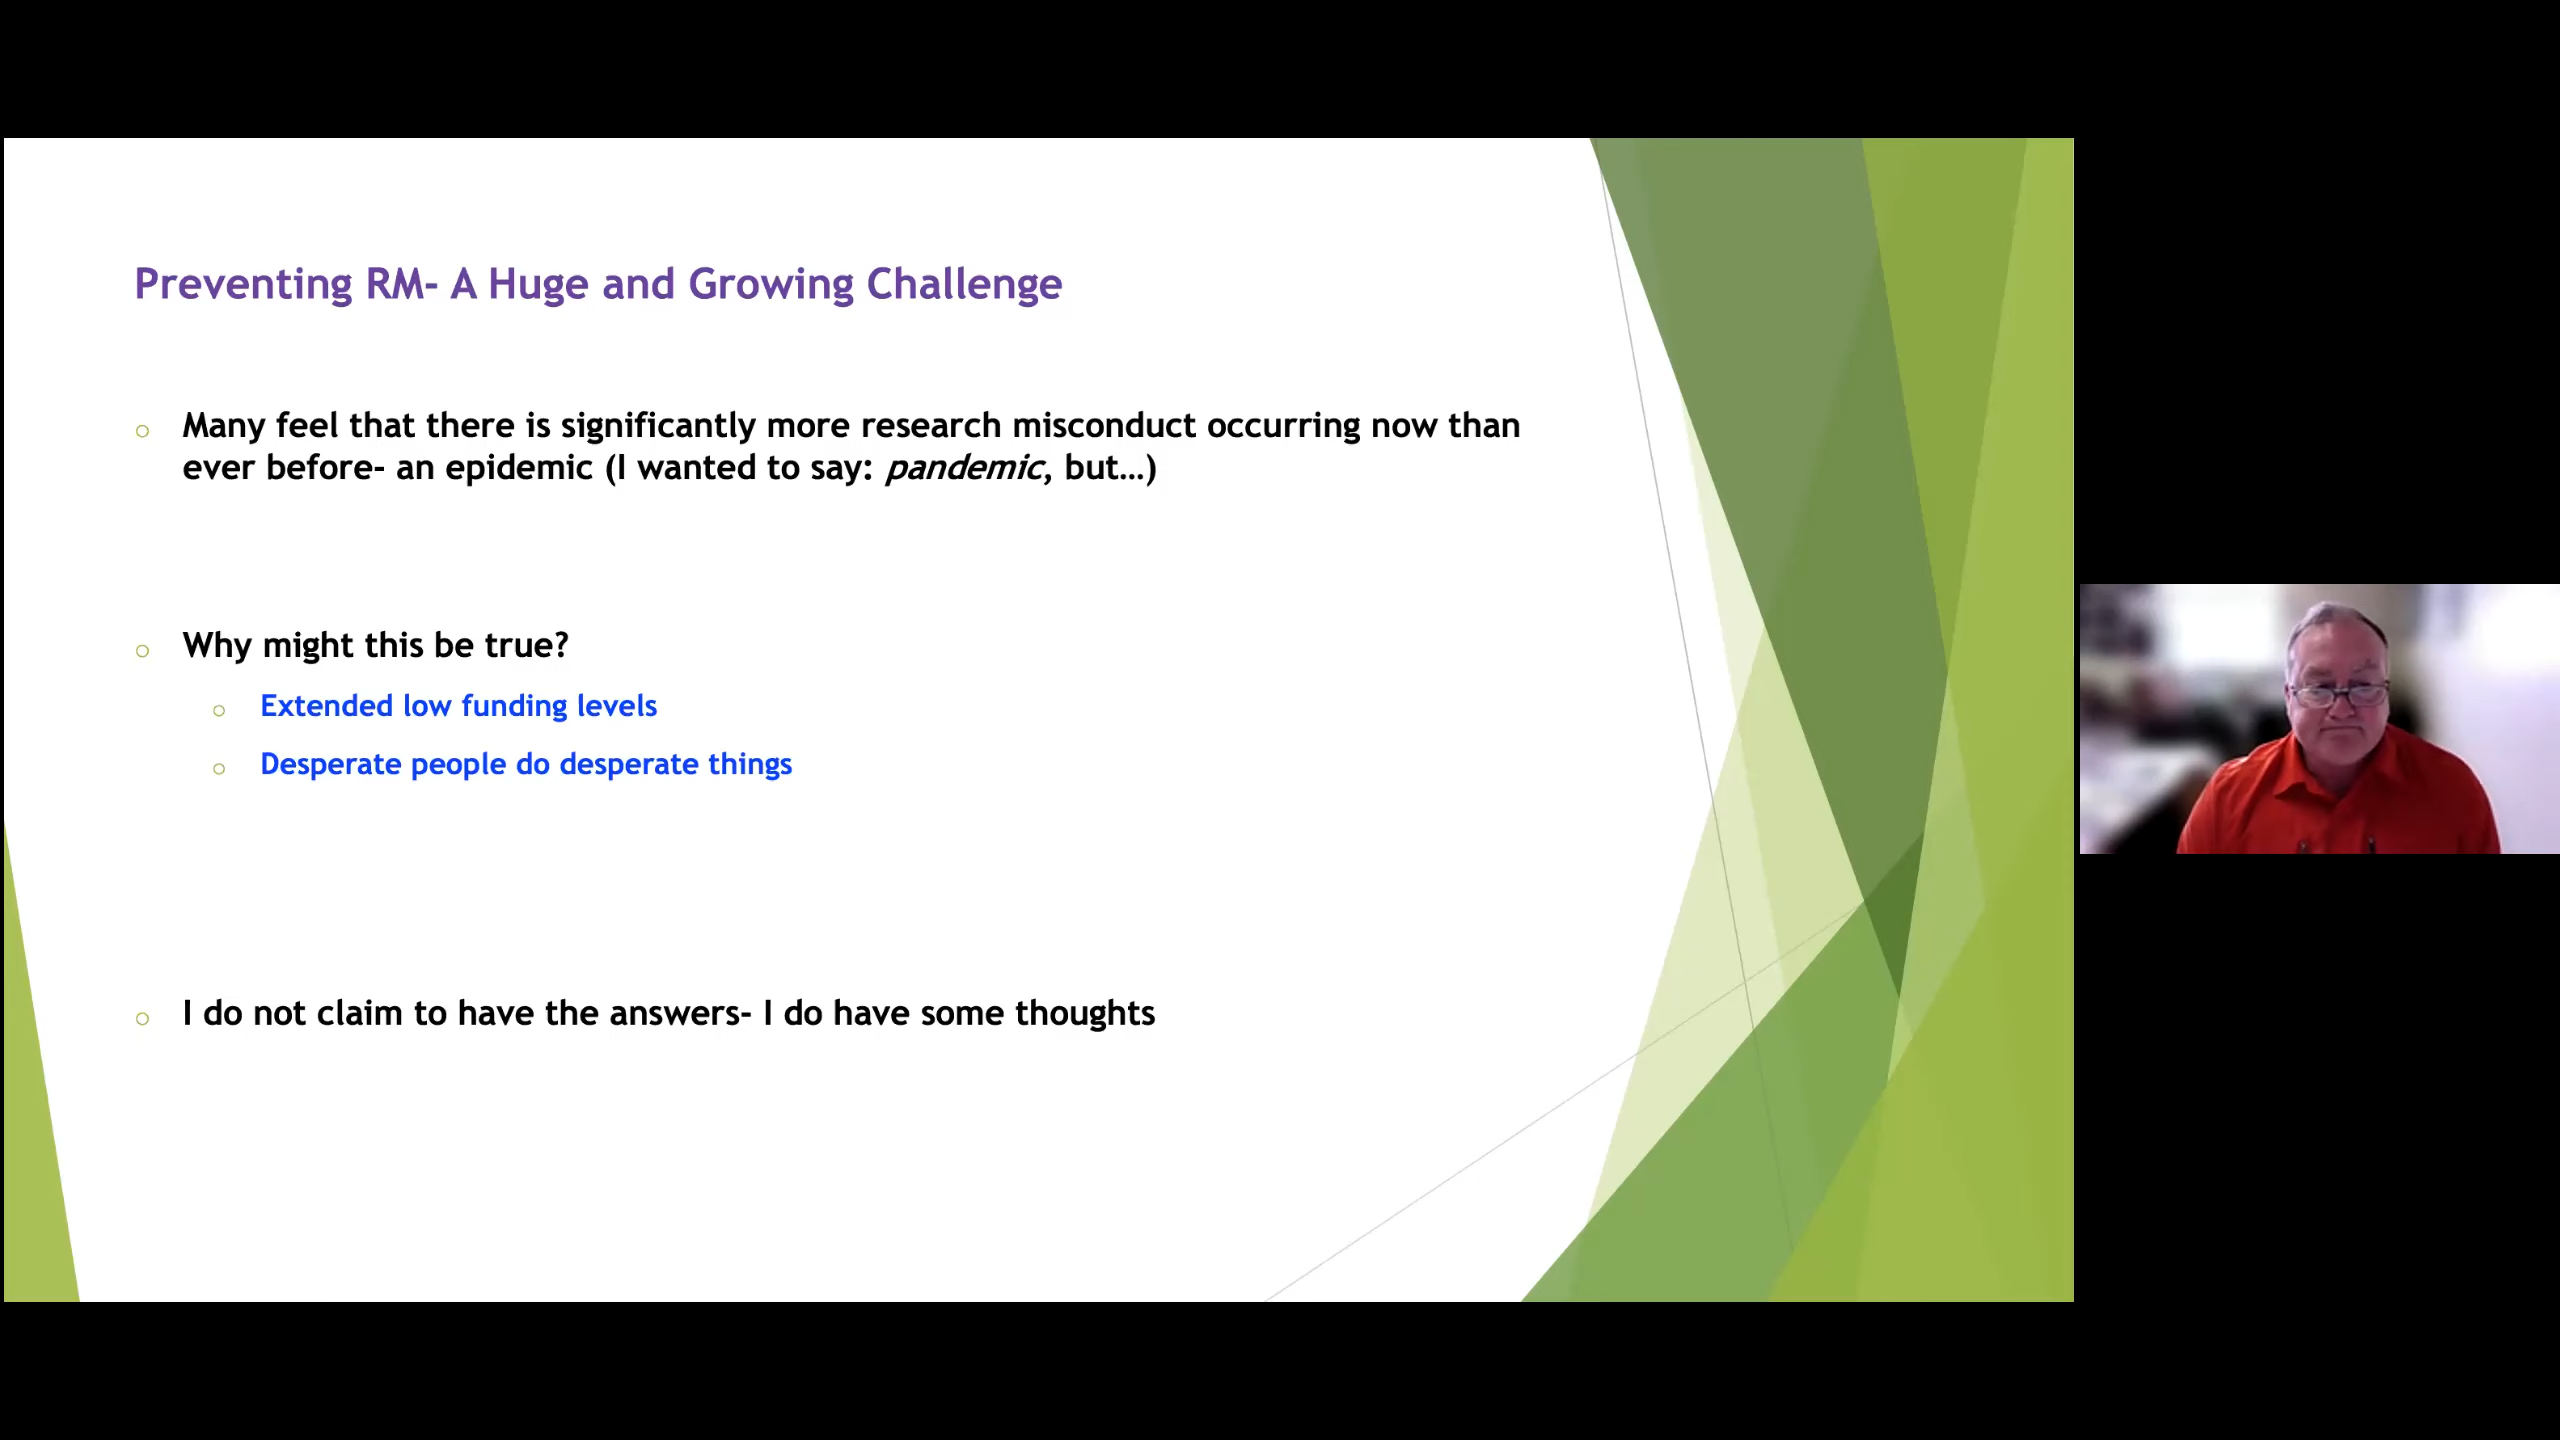 Preventing RM- A Huge and Growing Challenge
Many feel that there is significantly more research misconduct occurring now than
ever before- an epidemic (I wanted to say: pandemic, but…)
Why might this be true?
Extended low funding levels
Desperate people do desperate things
I do not claim to have the answers- I do have some thoughts